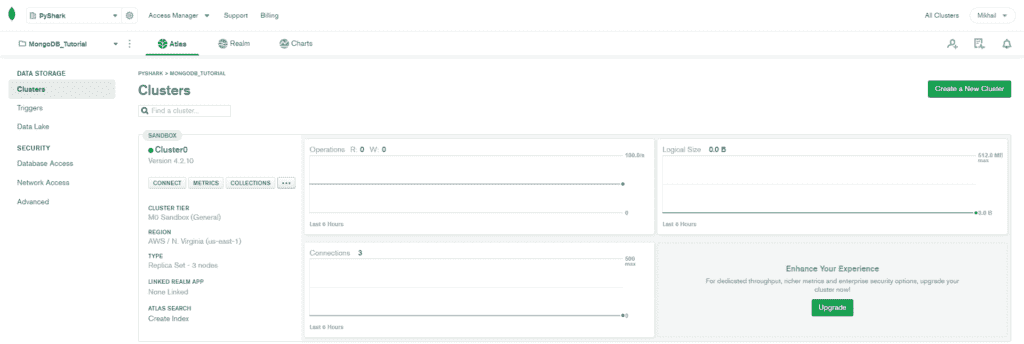 PyShark Access Manager Support Billing All Clusters Mikhail
MongoDB_Tutorial Atlas Realm Charts
DATA STORAGE
Clusters
Triggers
Data Lake
SECURITY
Database Access
Network Access
Advanced
PYSHARK > MONGODB_TUTORIAL
Clusters
Create a New Cluster
Find a cluster...
SANDBOX
Cluster0
Version 4.2.10
CONNECT METRICS COLLECTIONS ...
CLUSTER TIER
M0 Sandbox (General)
REGION
AWS / N. Virginia (us-east-1)
TYPE
Replica Set - 3 nodes
LINKED REALM APP
None Linked
ATLAS SEARCH
Create Index
Operations R: 0 W: 0
100.0/s
0
Last 6 Hours
Logical Size 0.0 B
512.0 MB
max
0.0 B
Last 6 Hours
Connections 3
500
max
0
Last 6 Hours
Enhance Your Experience
For dedicated throughput, richer metrics and enterprise security options, upgrade your
cluster now!
Upgrade